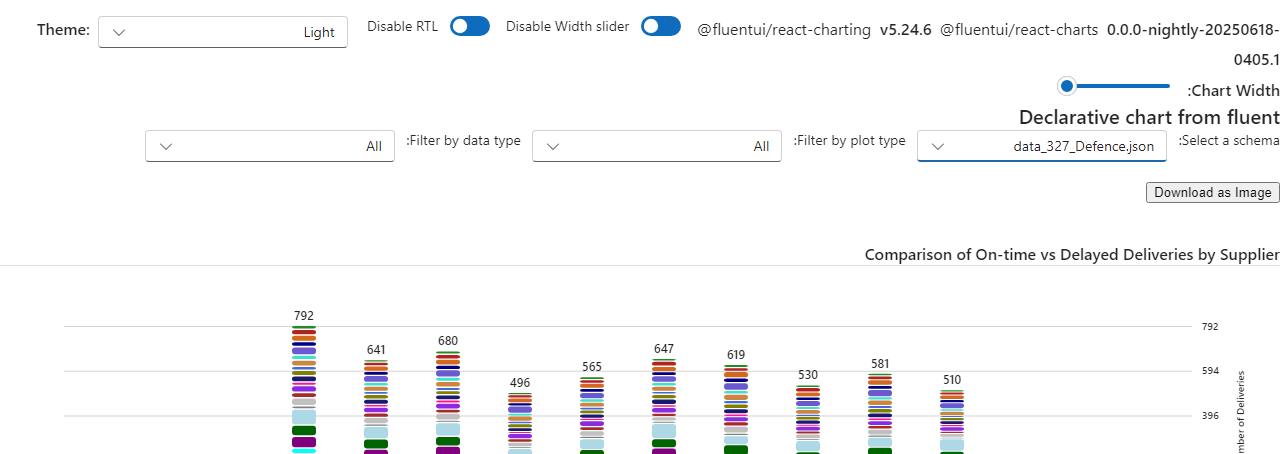 Theme:
Light
Disable RTL
Disable Width slider
@fluentui/react-charting v5.24.6 @fluentui/react-charts 0.0.0-nightly-20250618-
0405.1
:Chart Width
Declarative chart from fluent
:Select a schema
data_327_Defence.json
:Filter by plot type
All
:Filter by data type
All
Download as Image
Comparison of On-time vs Delayed Deliveries by Supplier
792
641
680
496
565
647
619
530
581
510
792
594
396
of Deliveries